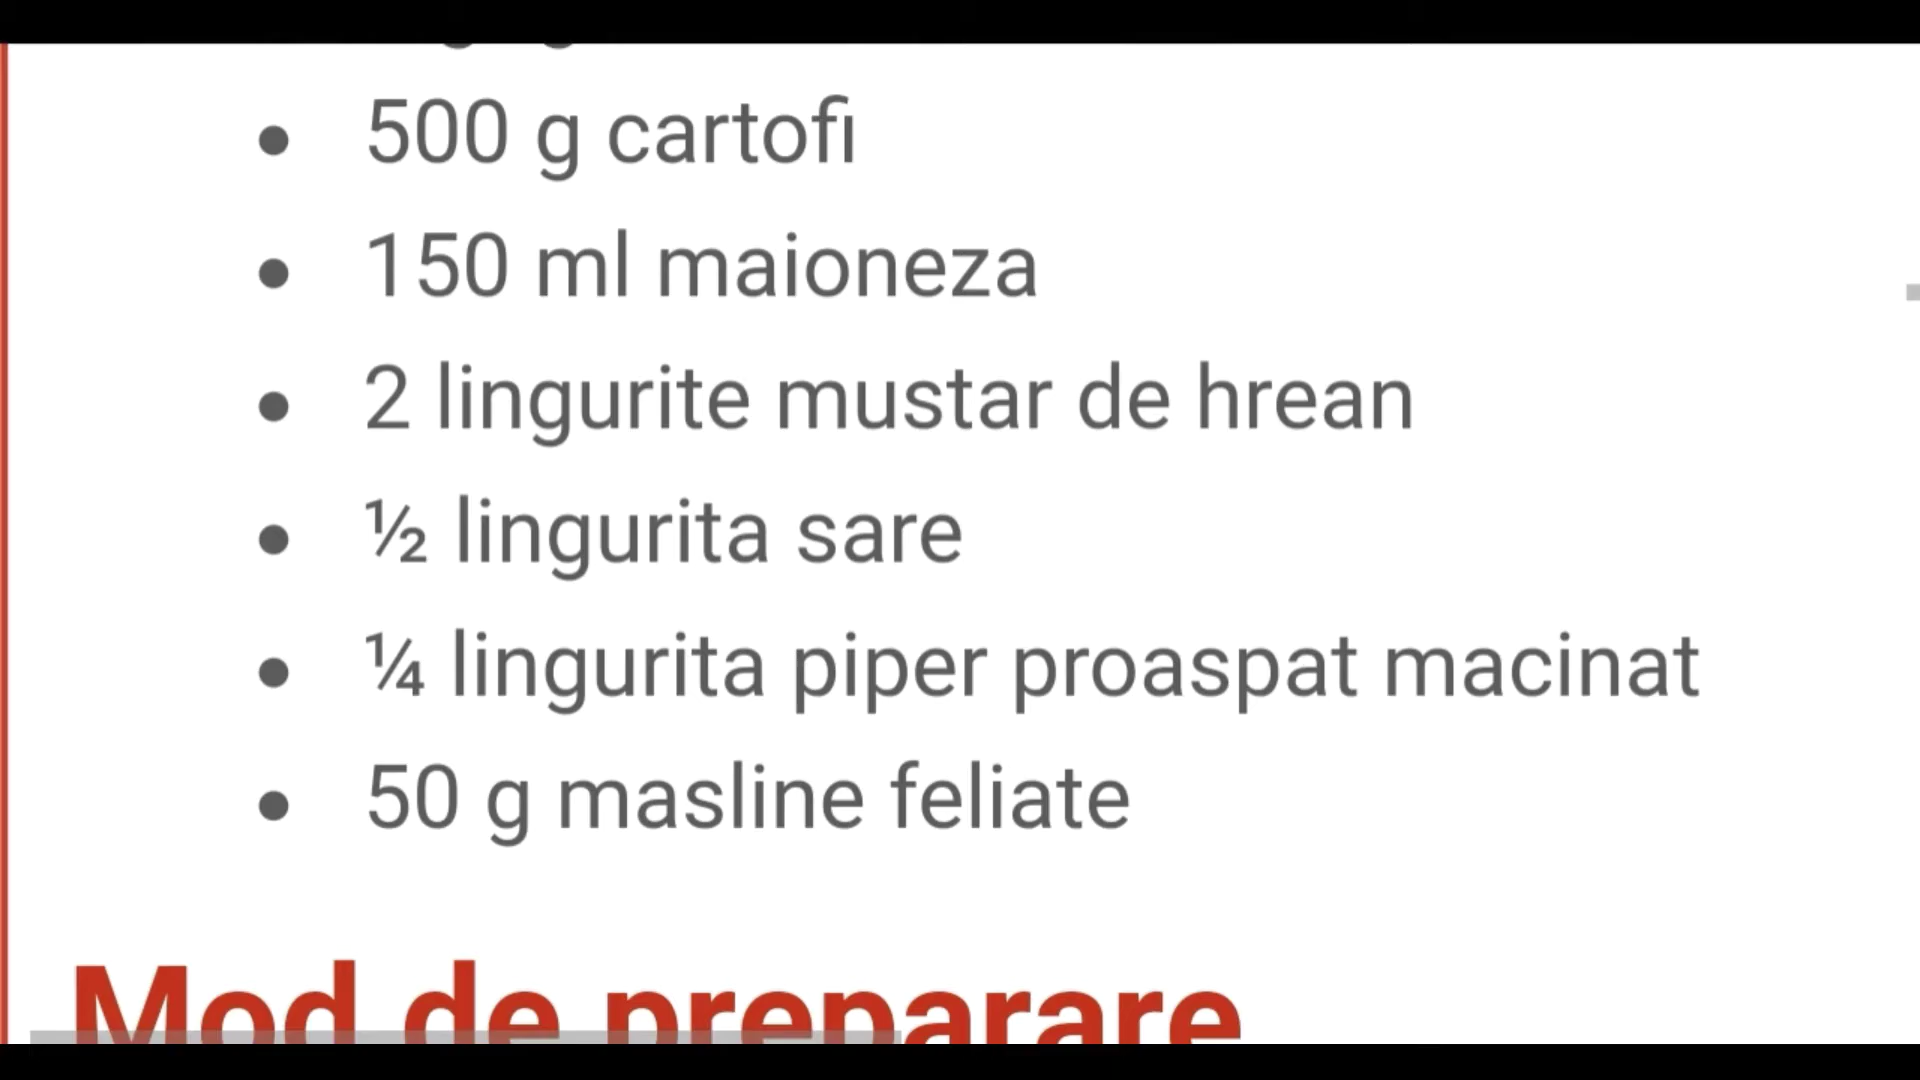 500 g cartofi
150 ml maioneza
2 lingurite mustar de hrean
½ lingurita sare
¼ lingurita piper proaspat macinat
50 g masline feliate
Mod de preparare